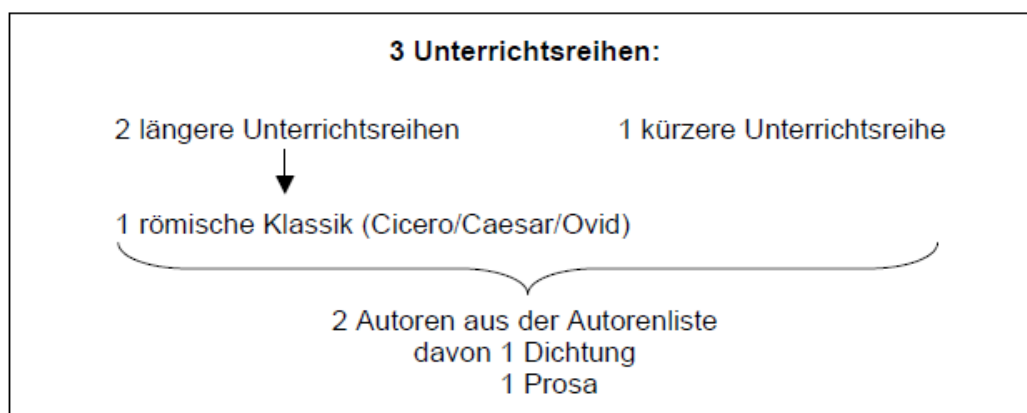 3 Unterrichtsreihen:
2 längere Unterrichtsreihen 1 kürzere Unterrichtsreihe
1 römische Klassik (Cicero/Caesar/Ovid)
2 Autoren aus der Autorenliste
davon 1 Dichtung
1 Prosa